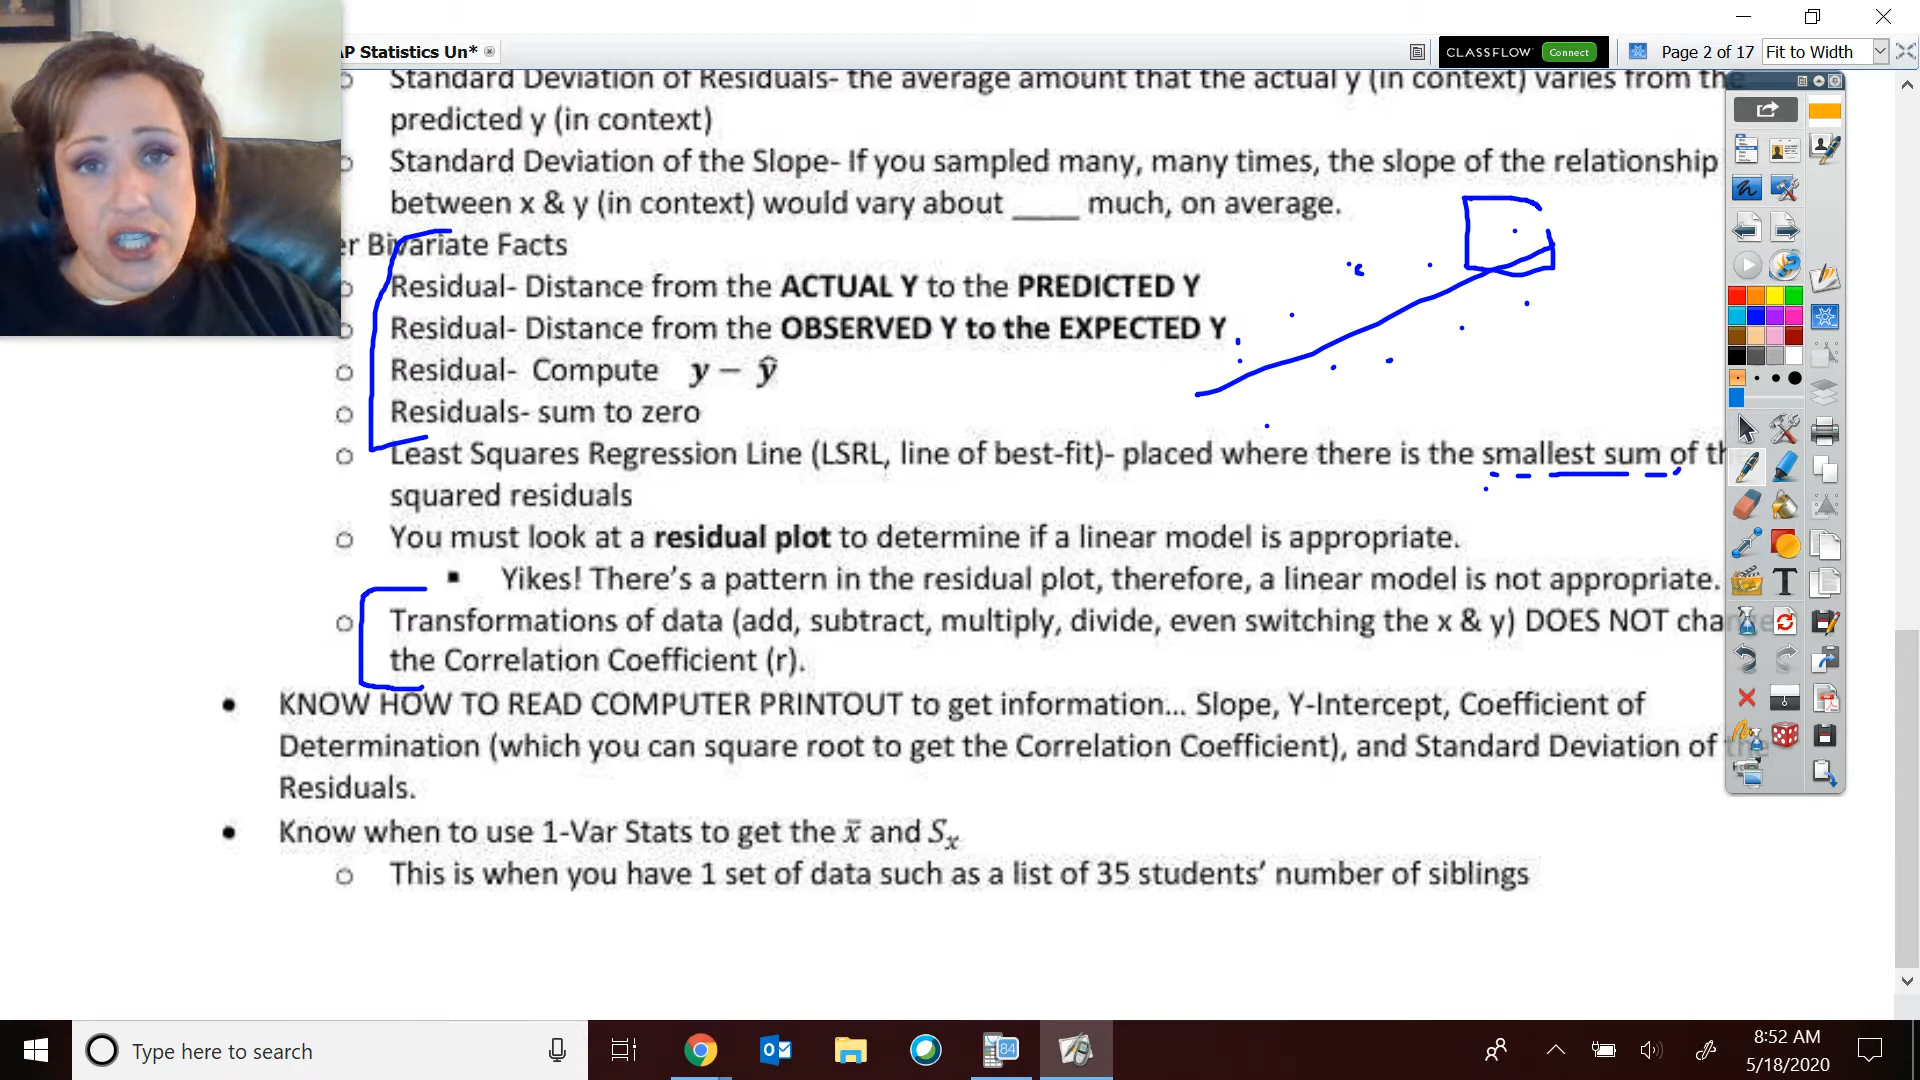 AP Statistics Un*
CLASSFLOW Connect
Page 2 of 17
Fit to Width
Standard Deviation of Residuals- the average amount that the actual y (in context) varies from the
predicted y (in context)
Standard Deviation of the Slope- If you sampled many, many times, the slope of the relationship
between x & y (in context) would vary about ____ much, on average.
er Bivariate Facts
Residual- Distance from the ACTUAL Y to the PREDICTED Y
Residual- Distance from the OBSERVED Y to the EXPECTED Y
○ Residual- Compute y − ŷ
○ Residuals- sum to zero
○ Least Squares Regression Line (LSRL, line of best-fit)- placed where there is the smallest sum of th
squared residuals
○ You must look at a residual plot to determine if a linear model is appropriate.
▪ Yikes! There's a pattern in the residual plot, therefore, a linear model is not appropriate.
○ Transformations of data (add, subtract, multiply, divide, even switching the x & y) DOES NOT change
the Correlation Coefficient (r).
• KNOW HOW TO READ COMPUTER PRINTOUT to get information... Slope, Y-Intercept, Coefficient of
Determination (which you can square root to get the Correlation Coefficient), and Standard Deviation of the
Residuals.
• Know when to use 1-Var Stats to get the x̄ and Sₓ
○ This is when you have 1 set of data such as a list of 35 students' number of siblings
Type here to search
84
8:52 AM
5/18/2020